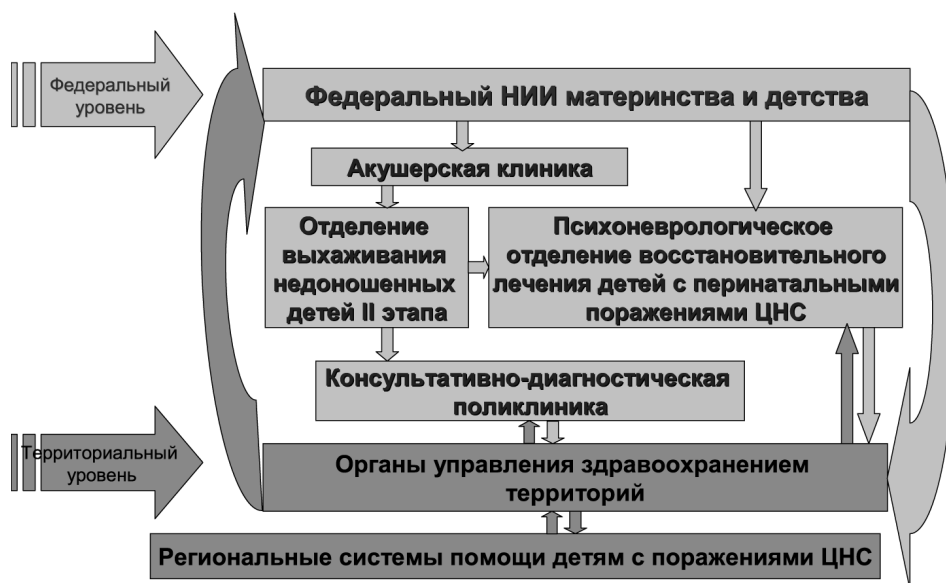 Федеральный
уровень
Федеральный НИИ материнства и детства
Акушерская клиника
Отделение
выхаживания
недоношенных
детей II этапа
Психоневрологическое
отделение восстановительного
лечения детей с перинатальными
поражениями ЦНС
Консультативно-диагностическая
поликлиника
Территориальный
уровень
Органы управления здравоохранением
территорий
Региональные системы помощи детям с поражениями ЦНС